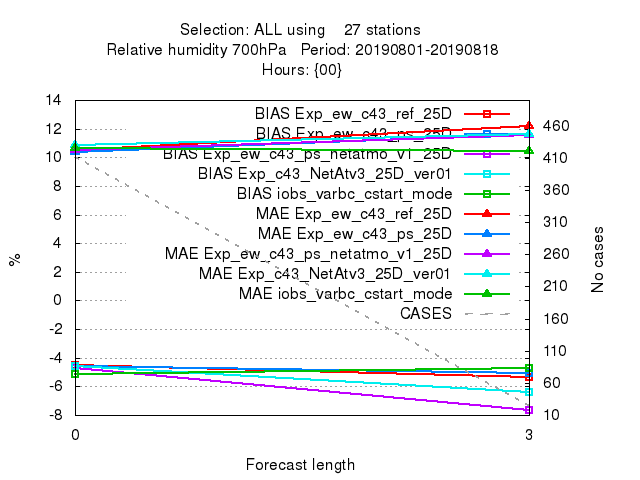 Selection: ALL using 27 stations
Relative humidity 700hPa Period: 20190801-20190818
Hours: {00}
14
12
10
8
6
4
2
0
-2
-4
-6
-8
%
BIAS Exp_ew_c43_ref_25D
BIAS Exp_ew_c43_ps_25D
BIAS Exp_ew_c43_ps_netatmo_v1_25D
BIAS Exp_c43_NetAtv3_25D_ver01
BIAS iobs_varbc_cstart_mode
MAE Exp_ew_c43_ref_25D
MAE Exp_ew_c43_ps_25D
MAE Exp_ew_c43_ps_netatmo_v1_25D
MAE Exp_c43_NetAtv3_25D_ver01
MAE iobs_varbc_cstart_mode
CASES
460
410
360
310
260
210
160
110
60
10
No cases
0
3
Forecast length